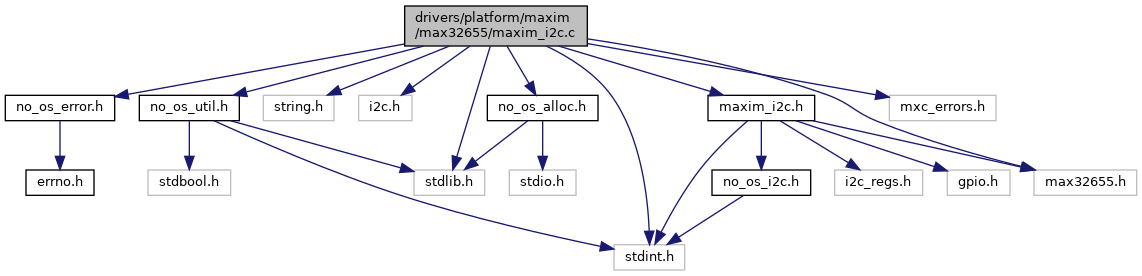 drivers/platform/maxim
/max32655/maxim_i2c.c
no_os_error.h
no_os_util.h
string.h
i2c.h
no_os_alloc.h
maxim_i2c.h
mxc_errors.h
errno.h
stdbool.h
stdlib.h
stdio.h
no_os_i2c.h
i2c_regs.h
gpio.h
max32655.h
stdint.h